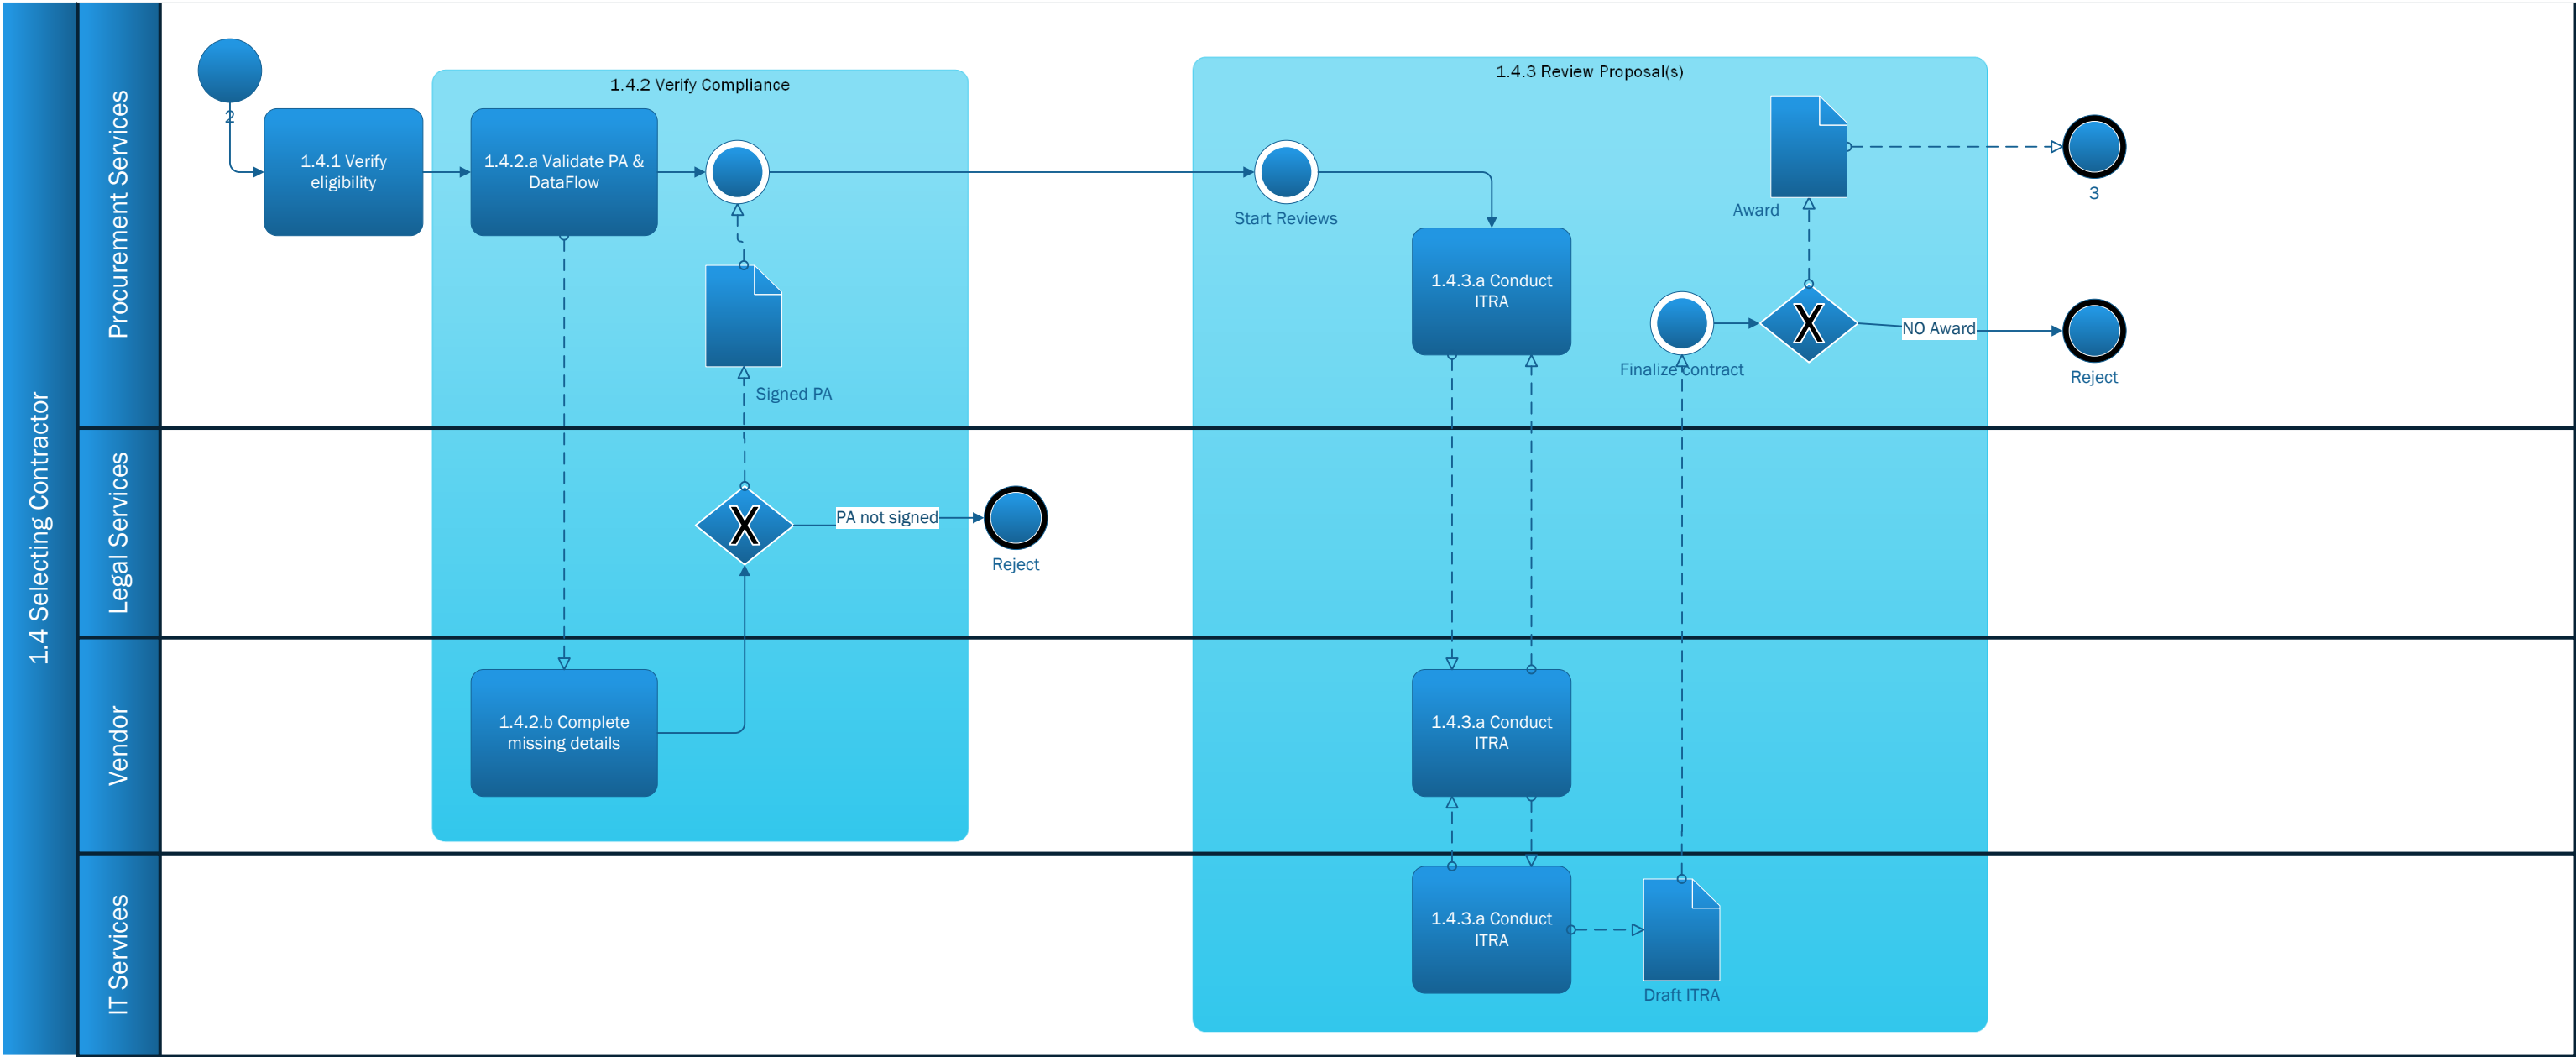 1.4 Selecting Contractor
Procurement Services
2
1.4.1 Verify
eligibility
1.4.2 Verify Compliance
1.4.2.a Validate PA &
DataFlow
Signed PA
1.4.3 Review Proposal(s)
Start Reviews
1.4.3.a Conduct
ITRA
Finalize contract
Award
X
NO Award
3
Reject
Legal Services
X
PA not signed
Reject
Vendor
1.4.2.b Complete
missing details
1.4.3.a Conduct
ITRA
IT Services
1.4.3.a Conduct
ITRA
Draft ITRA